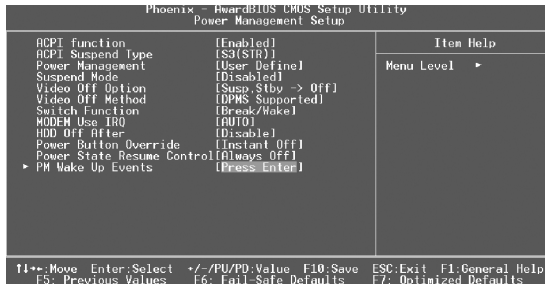 Phoenix - AwardBIOS CMOS Setup Utility
Power Management Setup
ACPI function [Enabled]
ACPI Suspend Type [S3(STR)]
Power Management [User Define]
Suspend Mode [Disabled]
Video Off Option [Susp,Stby -> Off]
Video Off Method [DPMS Supported]
Switch Function [Break/Wake]
MODEM Use IRQ [AUTO]
HDD Off After [Disable]
Power Button Override [Instant Off]
Power State Resume Control[Always Off]
► PM Wake Up Events [Press Enter]
Item Help
Menu Level ►
↑↓→←:Move Enter:Select +/-/PU/PD:Value F10:Save ESC:Exit F1:General Help
F5: Previous Values F6: Fail-Safe Defaults F7: Optimized Defaults